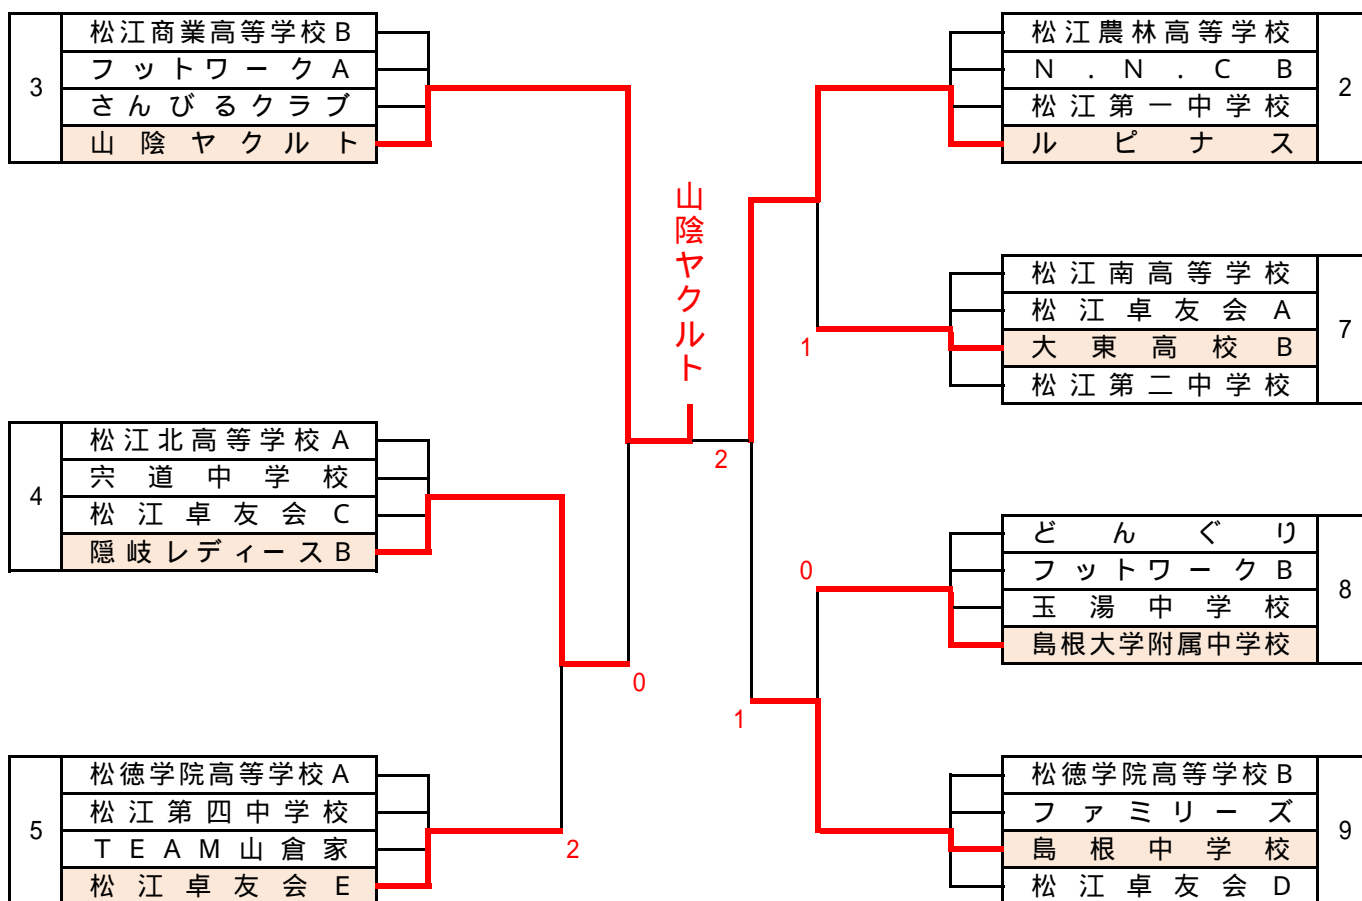 3
松江商業高等学校B
フットワークA
さんびるクラブ
山陰ヤクルト
4
松江北高等学校A
宍道中学校
松江卓友会C
隠岐レディースB
5
松徳学院高等学校A
松江第四中学校
TEAM山倉家
松江卓友会E
山陰ヤクルト
2
0
2
1
0
1
松江農林高等学校
N.N.C B
松江第一中学校
ルピナス
2
松江南高等学校
松江卓友会A
大東高校B
松江第二中学校
7
どんぐり
フットワークB
玉湯中学校
島根大学附属中学校
8
松徳学院高等学校B
ファミリーズ
島根中学校
松江卓友会D
9